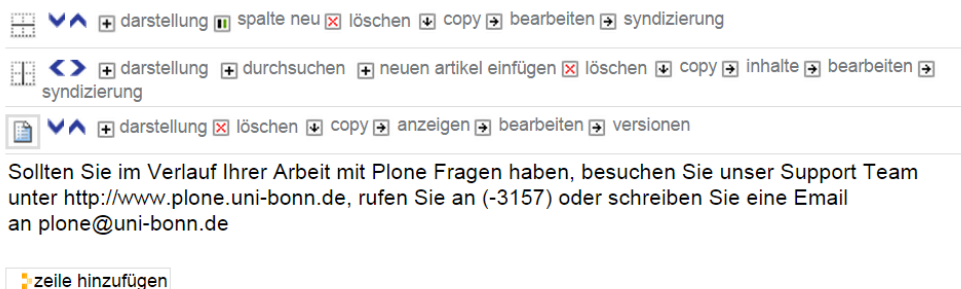 darstellung spalte neu löschen copy bearbeiten syndizierung
darstellung durchsuchen neuen artikel einfügen löschen copy inhalte bearbeiten
syndizierung
darstellung löschen copy anzeigen bearbeiten versionen
Sollten Sie im Verlauf Ihrer Arbeit mit Plone Fragen haben, besuchen Sie unser Support Team
unter http://www.plone.uni-bonn.de, rufen Sie an (-3157) oder schreiben Sie eine Email
an plone@uni-bonn.de
zeile hinzufügen